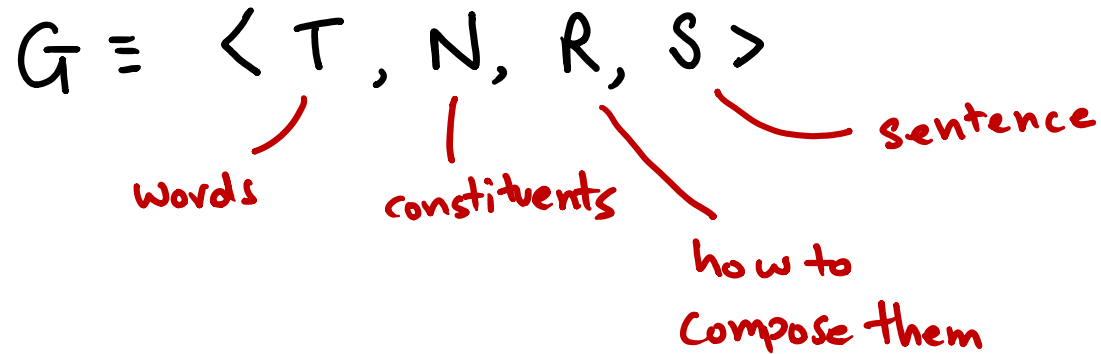 G ≡ < T, N, R, S >
sentence
words
constituents
how to
compose them